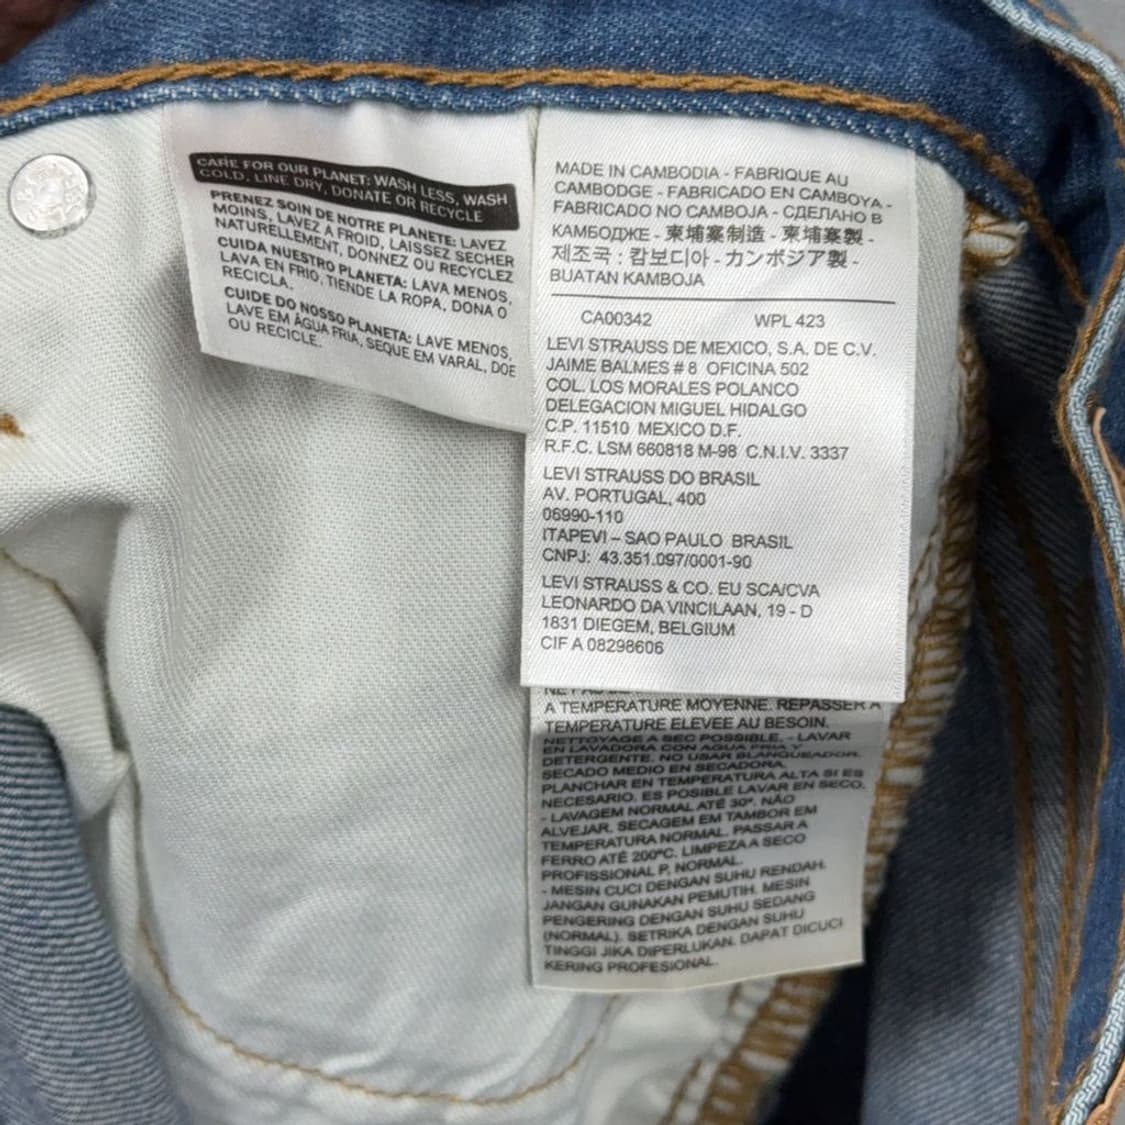 CARE FOR OUR PLANET: WASH LESS, WASH
COLD, LINE DRY, DONATE OR RECYCLE
PRENEZ SOIN DE NOTRE PLANETE: LAVEZ
MOINS, LAVEZ A FROID, LAISSEZ SECHER
NATURELLEMENT, DONNEZ OU RECYCLEZ
CUIDA NUESTRO PLANETA: LAVA MENOS,
LAVA EN FRIO, TIENDE LA ROPA, DONA O
RECICLA.
CUIDE DO NOSSO PLANETA: LAVE MENOS,
LAVE EM ÁGUA FRIA, SEQUE EM VARAL, DOE
OU RECICLE.
MADE IN CAMBODIA - FABRIQUE AU
CAMBODGE - FABRICADO EN CAMBOYA -
FABRICADO NO CAMBOJA - СДЕЛАНО В
КАМБОДЖЕ - 柬埔寨制造 - 柬埔寨製 -
제조국 : 캄보디아 - カンボジア製 -
BUATAN KAMBOJA
CA00342 WPL 423
LEVI STRAUSS DE MEXICO, S.A. DE C.V.
JAIME BALMES # 8 OFICINA 502
COL. LOS MORALES POLANCO
DELEGACION MIGUEL HIDALGO
C.P. 11510 MEXICO D.F.
R.F.C. LSM 660818 M-98 C.N.I.V. 3337
LEVI STRAUSS DO BRASIL
AV. PORTUGAL, 400
06990-110
ITAPEVI – SAO PAULO BRASIL
CNPJ: 43.351.097/0001-90
LEVI STRAUSS & CO. EU SCA/CVA
LEONARDO DA VINCILAAN, 19 - D
1831 DIEGEM, BELGIUM
CIF A 08298606
A TEMPERATURE MOYENNE. REPASSER A
TEMPERATURE ELEVEE AU BESOIN.
NETTOYAGE A SEC POSSIBLE. - LAVAR
EN LAVADORA CON AGUA FRIA Y
DETERGENTE. NO USAR BLANQUEADOR.
SECADO MEDIO EN SECADORA.
PLANCHAR EN TEMPERATURA ALTA SI ES
NECESARIO. ES POSIBLE LAVAR EN SECO.
- LAVAGEM NORMAL ATÉ 30º. NÃO
ALVEJAR. SECAGEM EM TAMBOR EM
TEMPERATURA NORMAL. PASSAR A
FERRO ATÉ 200ºC. LIMPEZA A SECO
PROFISSIONAL P, NORMAL.
- MESIN CUCI DENGAN SUHU RENDAH.
JANGAN GUNAKAN PEMUTIH. MESIN
PENGERING DENGAN SUHU SEDANG
(NORMAL). SETRIKA DENGAN SUHU
TINGGI JIKA DIPERLUKAN. DAPAT DICUCI
KERING PROFESIONAL.